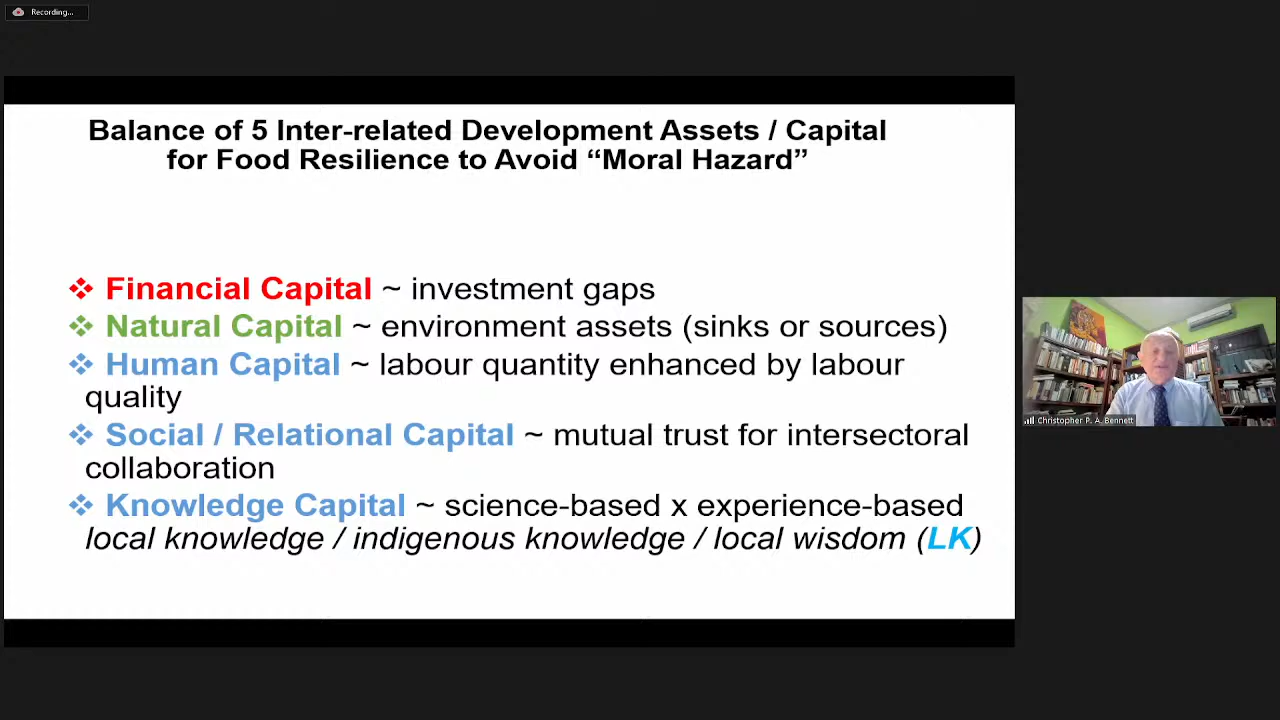 Recording...
Balance of 5 Inter-related Development Assets / Capital
for Food Resilience to Avoid “Moral Hazard”
❖ Financial Capital ~ investment gaps
❖ Natural Capital ~ environment assets (sinks or sources)
❖ Human Capital ~ labour quantity enhanced by labour
quality
❖ Social / Relational Capital ~ mutual trust for intersectoral
collaboration
❖ Knowledge Capital ~ science-based x experience-based
local knowledge / indigenous knowledge / local wisdom (LK)
Christopher P. A. Bennett